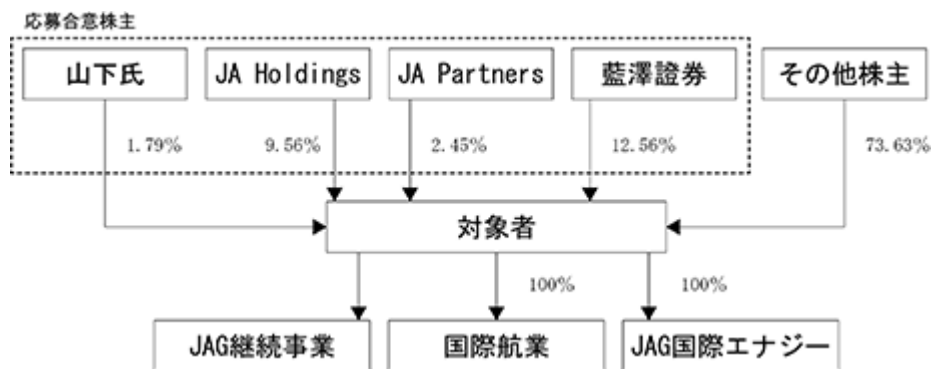 応募合意株主
山下氏
JA Holdings
JA Partners
藍澤證券
その他株主
1.79%
9.56%
2.45%
12.56%
73.63%
対象者
100%
100%
JAG継続事業
国際航業
JAG国際エナジー